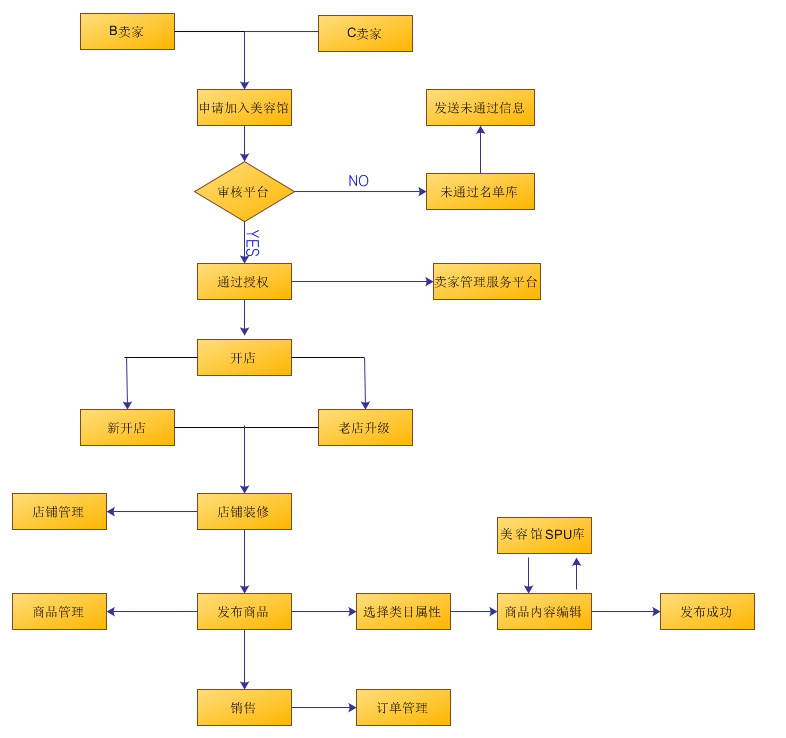 B卖家
C卖家
申请加入美容馆
发送未通过信息
审核平台
NO
未通过名单库
YES
通过授权
卖家管理服务平台
开店
新开店
老店升级
店铺管理
店铺装修
美容馆SPU库
商品管理
发布商品
选择类目属性
商品内容编辑
发布成功
销售
订单管理